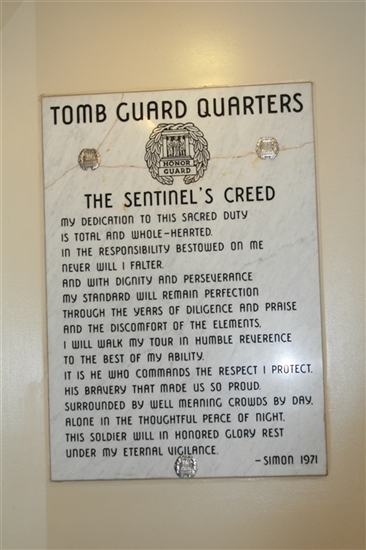 TOMB GUARD QUARTERS
HONOR
GUARD
THE SENTINEL'S CREED
MY DEDICATION TO THIS SACRED DUTY
IS TOTAL AND WHOLE-HEARTED.
IN THE RESPONSIBILITY BESTOWED ON ME
NEVER WILL I FALTER.
AND WITH DIGNITY AND PERSEVERANCE
MY STANDARD WILL REMAIN PERFECTION
THROUGH THE YEARS OF DILIGENCE AND PRAISE
AND THE DISCOMFORT OF THE ELEMENTS,
I WILL WALK MY TOUR IN HUMBLE REVERENCE
TO THE BEST OF MY ABILITY.
IT IS HE WHO COMMANDS THE RESPECT I PROTECT.
HIS BRAVERY THAT MADE US SO PROUD.
SURROUNDED BY WELL MEANING CROWDS BY DAY,
ALONE IN THE THOUGHTFUL PEACE OF NIGHT,
THIS SOLDIER WILL IN HONORED GLORY REST
UNDER MY ETERNAL VIGILANCE.
-SIMON 1971